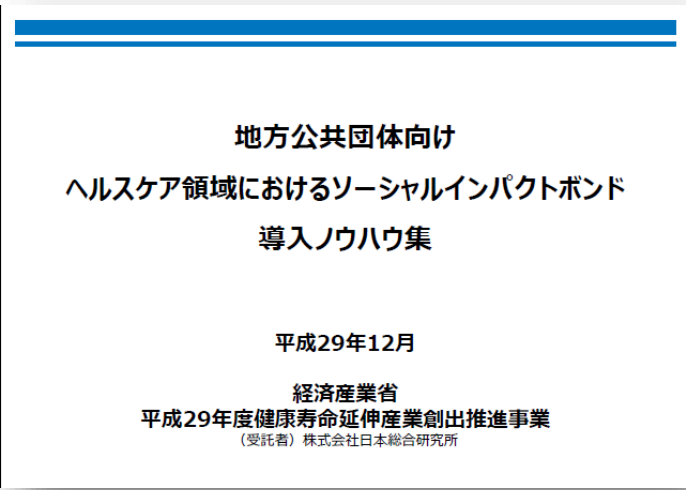 地方公共団体向け
ヘルスケア領域におけるソーシャルインパクトボンド
導入ノウハウ集
平成29年12月
経済産業省
平成29年度健康寿命延伸産業創出推進事業
（受託者）株式会社日本総合研究所